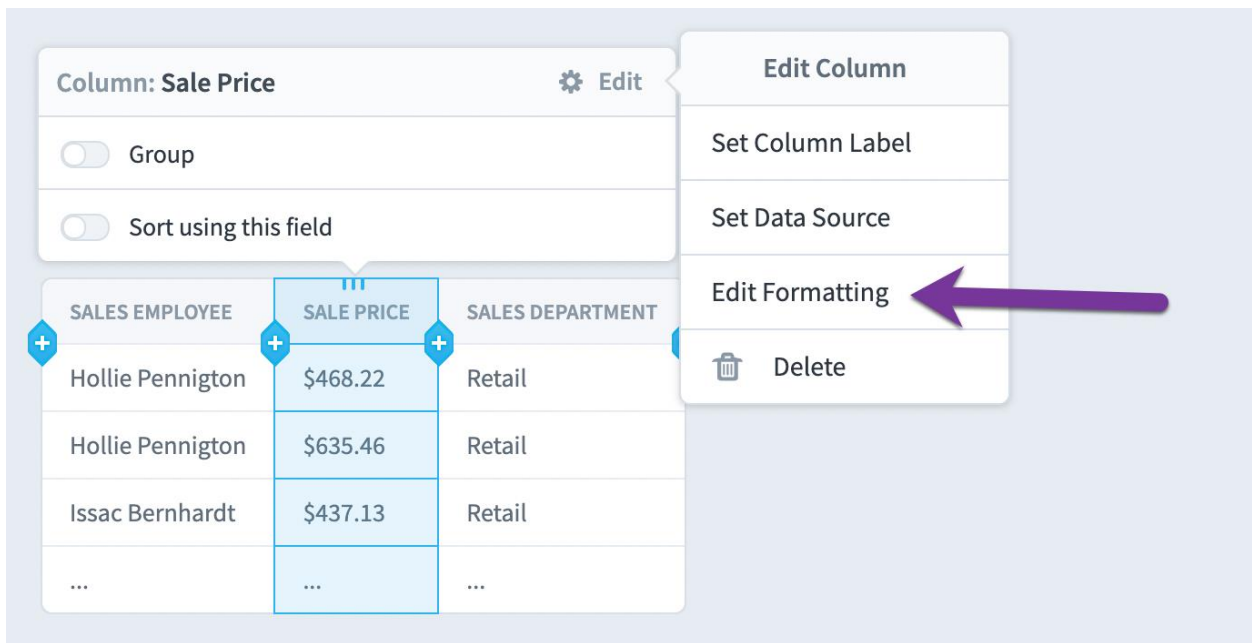 Column: Sale Price
Edit
Group
Sort using this field
Edit Column
Set Column Label
Set Data Source
Edit Formatting
Delete
SALES EMPLOYEE SALE PRICE SALES DEPARTMENT
Hollie Pennigton $468.22 Retail
Hollie Pennigton $635.46 Retail
Issac Bernhardt $437.13 Retail
... ... ...